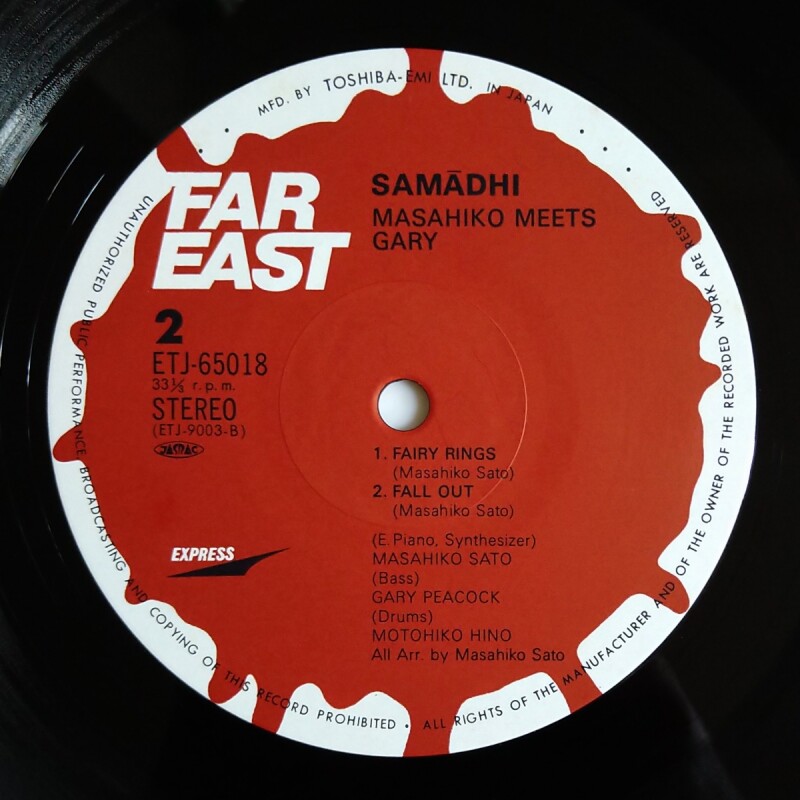 MFD. BY TOSHIBA-EMI LTD. IN JAPAN
FAR
EAST
SAMĀDHI
MASAHIKO MEETS
GARY
2
ETJ-65018
33⅓ r.p.m.
STEREO
(ETJ-9003-B)
JASRAC
1. FAIRY RINGS
(Masahiko Sato)
2. FALL OUT
(Masahiko Sato)
EXPRESS
(E.Piano, Synthesizer)
MASAHIKO SATO
(Bass)
GARY PEACOCK
(Drums)
MOTOHIKO HINO
All Arr. by Masahiko Sato
UNAUTHORIZED PUBLIC PERFORMANCE BROADCASTING AND COPYING OF THIS RECORD PROHIBITED • ALL RIGHTS OF THE MANUFACTURER AND OF THE OWNER OF THE RECORDED WORK ARE RESERVED